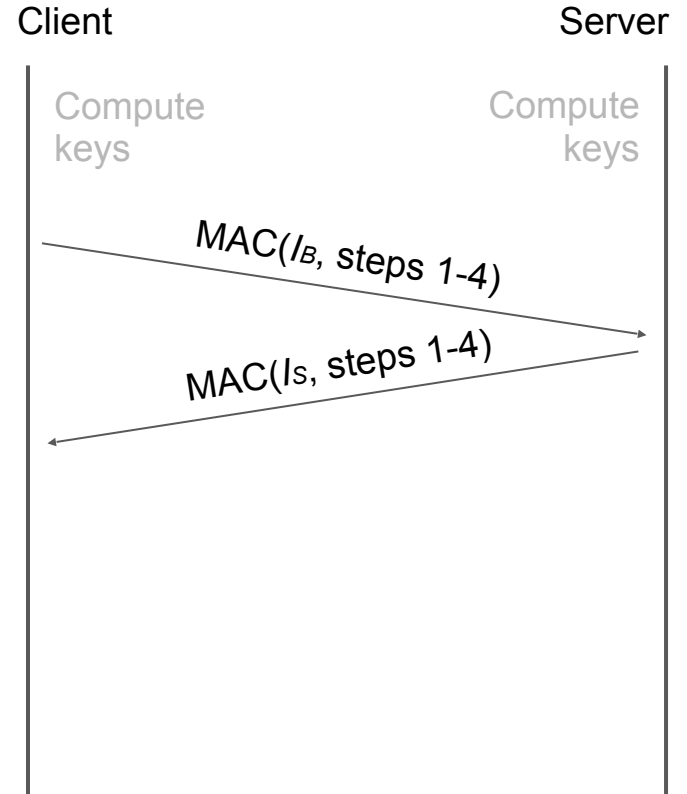 Client
Server
Compute
keys
Compute
keys
MAC(IB, steps 1-4)
MAC(IS, steps 1-4)